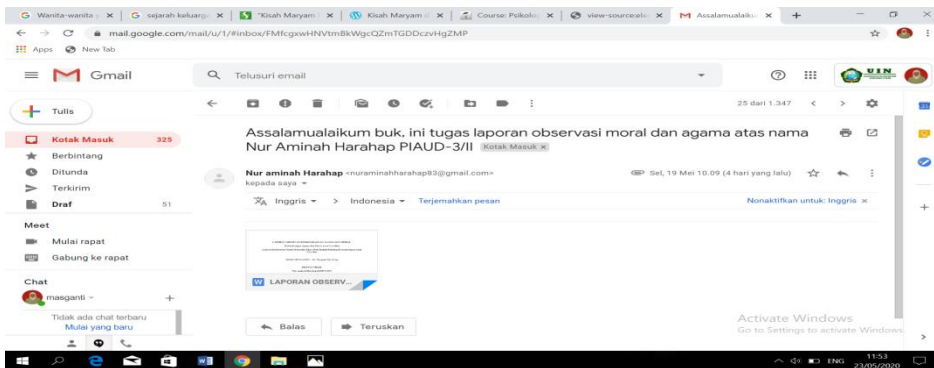 Wanita-wanita
sejarah keluarga
"Kisah Maryam
Kisah Maryam d
Course: Psikolo
view-source:ele
Assalamualaiku
mail.google.com/mail/u/1/#inbox/FMfcgxwHNVtmBkWgcQZmTGDDczvHgZMP
Apps New Tab
Gmail
Telusuri email
UIN
Tulis
25 dari 1.347
Kotak Masuk 325
Berbintang
Ditunda
Terkirim
Draf 51
Meet
Mulai rapat
Gabung ke rapat
Chat
masganti
Tidak ada chat terbaru
Mulai yang baru
Assalamualaikum buk, ini tugas laporan observasi moral dan agama atas nama
Nur Aminah Harahap PIAUD-3/II Kotak Masuk x
Nur aminah Harahap <nuraminahharahap83@gmail.com>
Sel, 19 Mei 10.09 (4 hari yang lalu)
kepada saya
Inggris > Indonesia Terjemahkan pesan
Nonaktifkan untuk: Inggris x
W LAPORAN OBSERV...
Balas
Teruskan
Activate Windows
Go to Settings to activate Windows.
ENG
11:53
23/05/2020